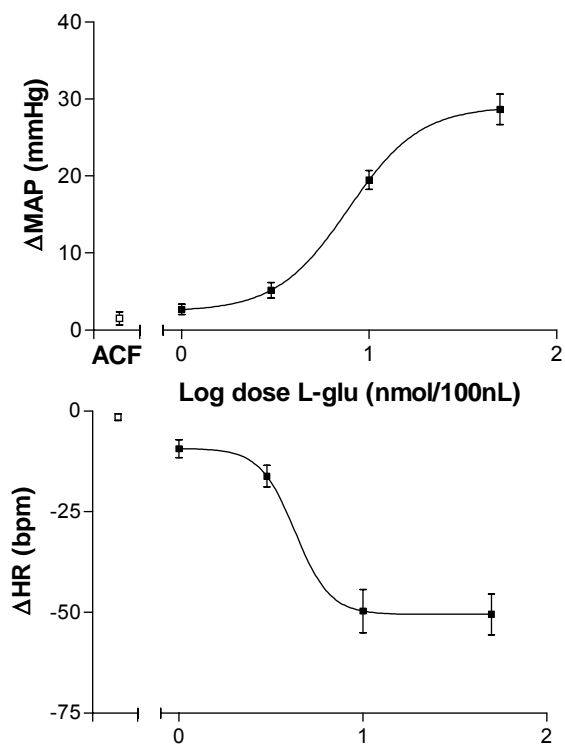 40
30
20
10
0
ΔMAP (mmHg)
ACF
0 1 2
Log dose L-glu (nmol/100nL)
0
-25
-50
-75
ΔHR (bpm)
0 1 2